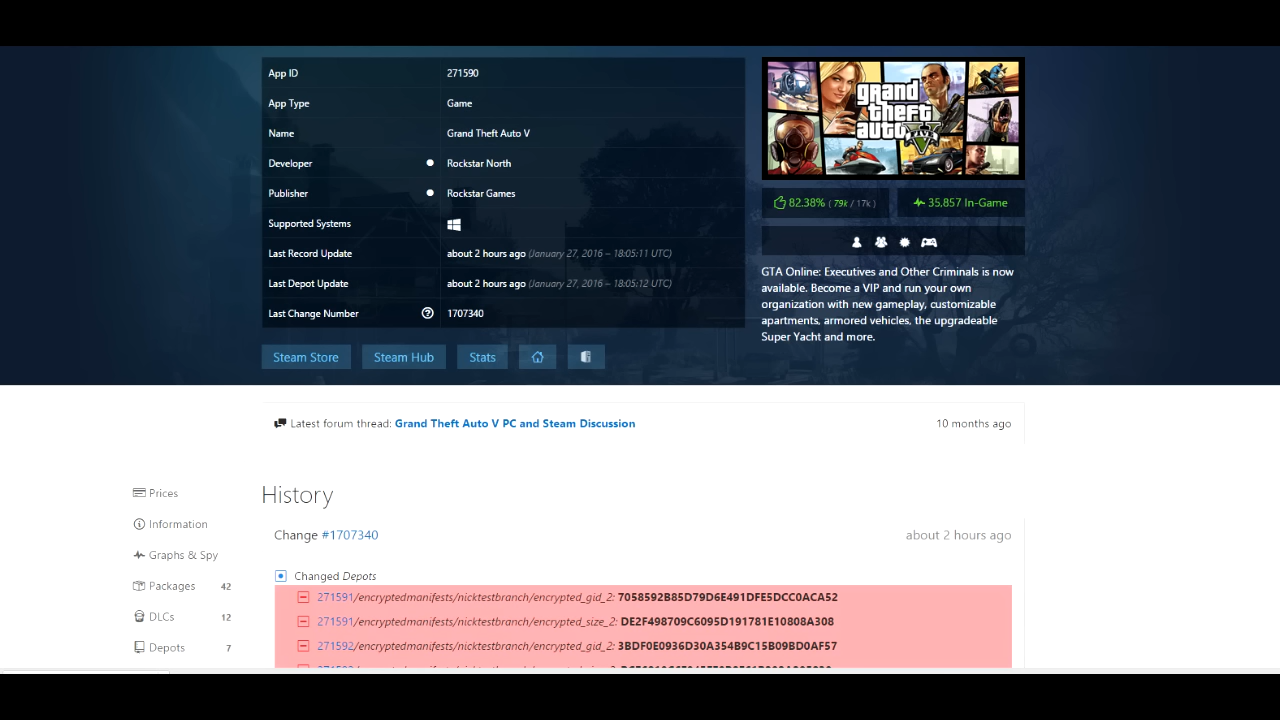 App ID 271590
App Type Game
Name Grand Theft Auto V
Developer Rockstar North
Publisher Rockstar Games
Supported Systems
Last Record Update about 2 hours ago (January 27, 2016 – 18:05:11 UTC)
Last Depot Update about 2 hours ago (January 27, 2016 – 18:05:12 UTC)
Last Change Number 1707340
grand
theft
auto V
FIVE
82.38% ( 79k / 17k ) 35,857 In-Game
GTA Online: Executives and Other Criminals is now
available. Become a VIP and run your own
organization with new gameplay, customizable
apartments, armored vehicles, the upgradeable
Super Yacht and more.
Steam Store Steam Hub Stats
Latest forum thread: Grand Theft Auto V PC and Steam Discussion 10 months ago
Prices
Information
Graphs & Spy
Packages 42
DLCs 12
Depots 7
History
Change #1707340 about 2 hours ago
Changed Depots
271591/encryptedmanifests/nicktestbranch/encrypted_gid_2: 7058592B85D79D6E491DFE5DCC0ACA52
271591/encryptedmanifests/nicktestbranch/encrypted_size_2: DE2F498709C6095D191781E10808A308
271592/encryptedmanifests/nicktestbranch/encrypted_gid_2: 3BDF0E0936D30A354B9C15B09BD0AF57